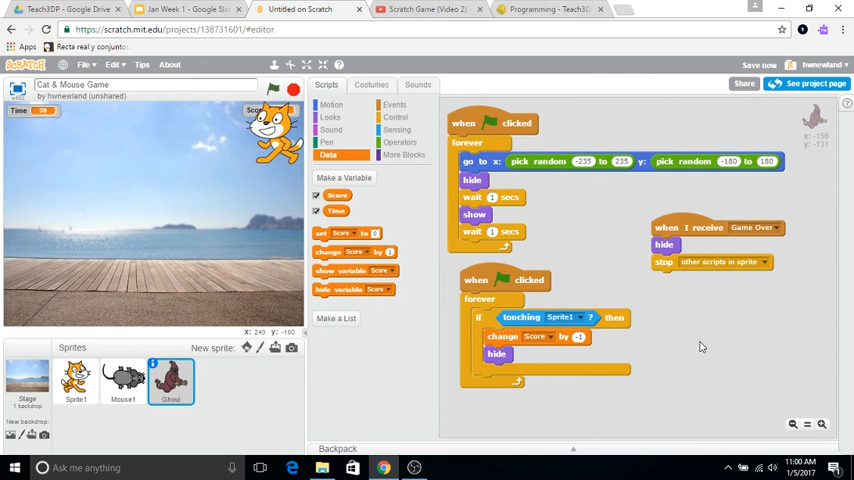 Teach3DP - Google Drive
Jan Week 1 - Google Slid
Untitled on Scratch
Scratch Game (Video 2) -
Programming - Teach3DP
https://scratch.mit.edu/projects/138731601/#editor
Apps
Recta real y conjuntos
SCRATCH
File
Edit
Tips
About
Save now
Share
See project page
Cat & Mouse Game
by hwnewland (unshared)
v462
Time 30
Scripts
Costumes
Sounds
Motion
Events
Looks
Control
Sound
Sensing
Pen
Operators
Data
More Blocks
Make a Variable
Score
Time
set Score to 0
change Score by 1
show variable Score
hide variable Score
Make a List
when clicked
forever
go to x: pick random -235 to 235 y: pick random -180 to 180
hide
wait 1 secs
show
wait 1 secs
when clicked
forever
if touching Sprite1 ? then
change Score by -1
hide
when I receive Game Over
hide
stop other scripts in sprite
x: -156
y: -131
x: 240 y: -180
Sprites
New sprite:
Stage
1 backdrop
New backdrop:
Sprite1
Mouse1
Ghoul
Backpack
Ask me anything
11:00 AM
1/5/2017